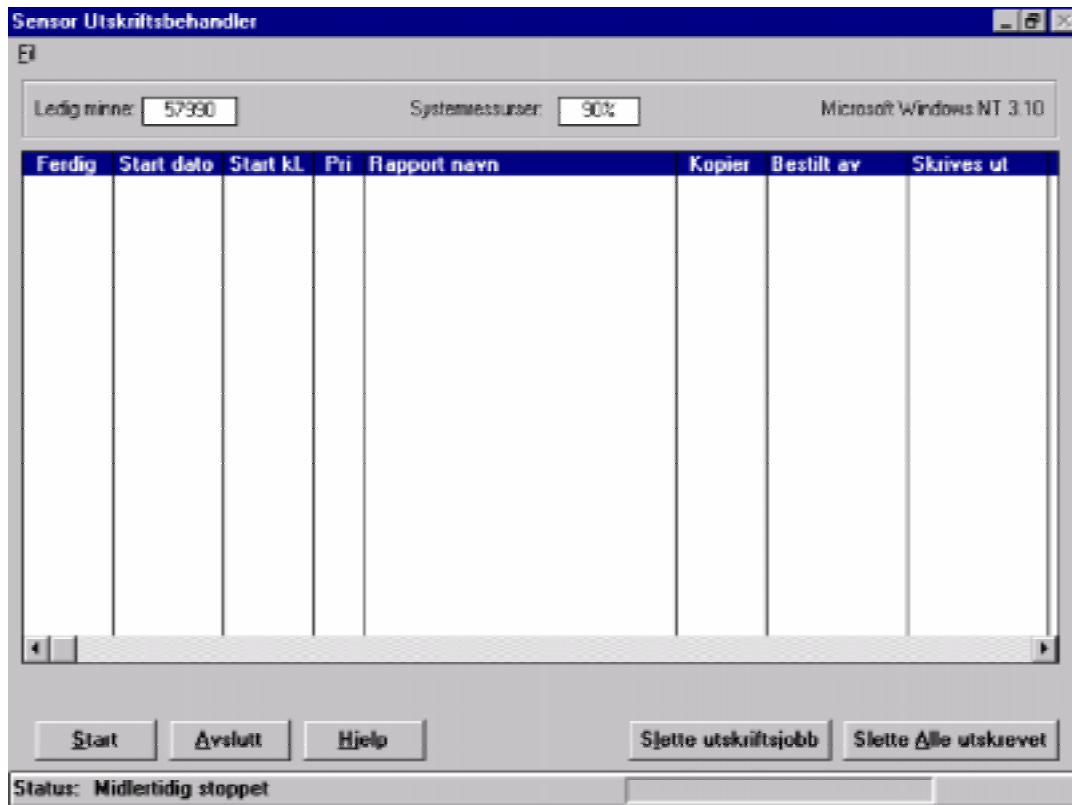 Sensor Utskriftsbehandler
Fil
Ledig minne: 57990 Systemressurser: 90% Microsoft Windows NT 3.10
Ferdig Start dato Start kl. Pri Rapport navn Kopier Bestilt av Skrives ut
Start Avslutt Hjelp Slette utskriftsjobb Slette Alle utskrevet
Status: Midlertidig stoppet